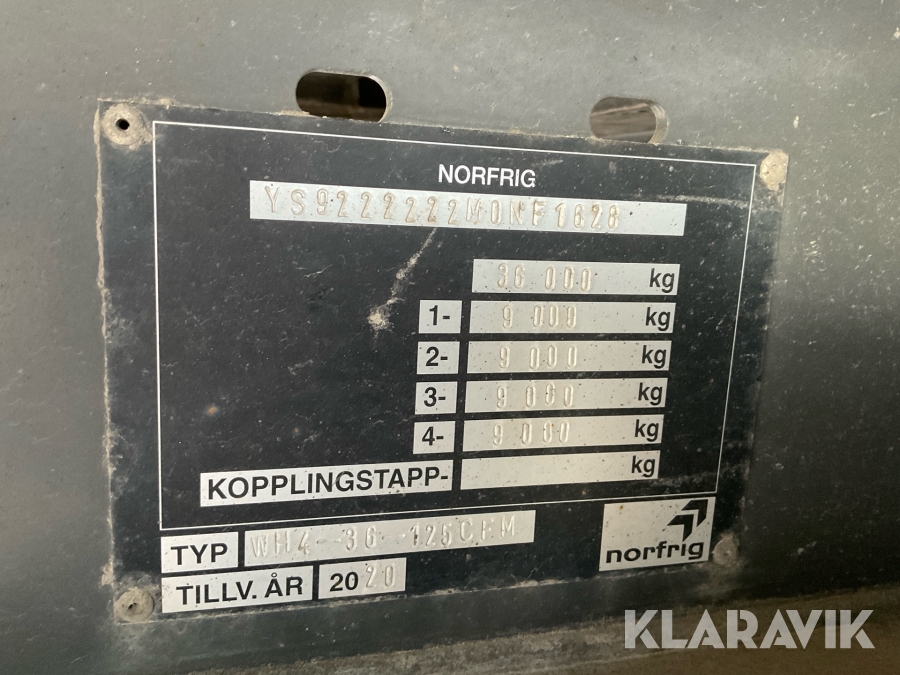 NORFRIG
YS9222222M0NF1628
36 000 kg
1- 9 000 kg
2- 9 000 kg
3- 9 000 kg
4- 9 000 kg
KOPPLINGSTAPP- kg
TYP WH4-36-125CFM
TILLV. ÅR 2020
norfrig
KLARAVIK